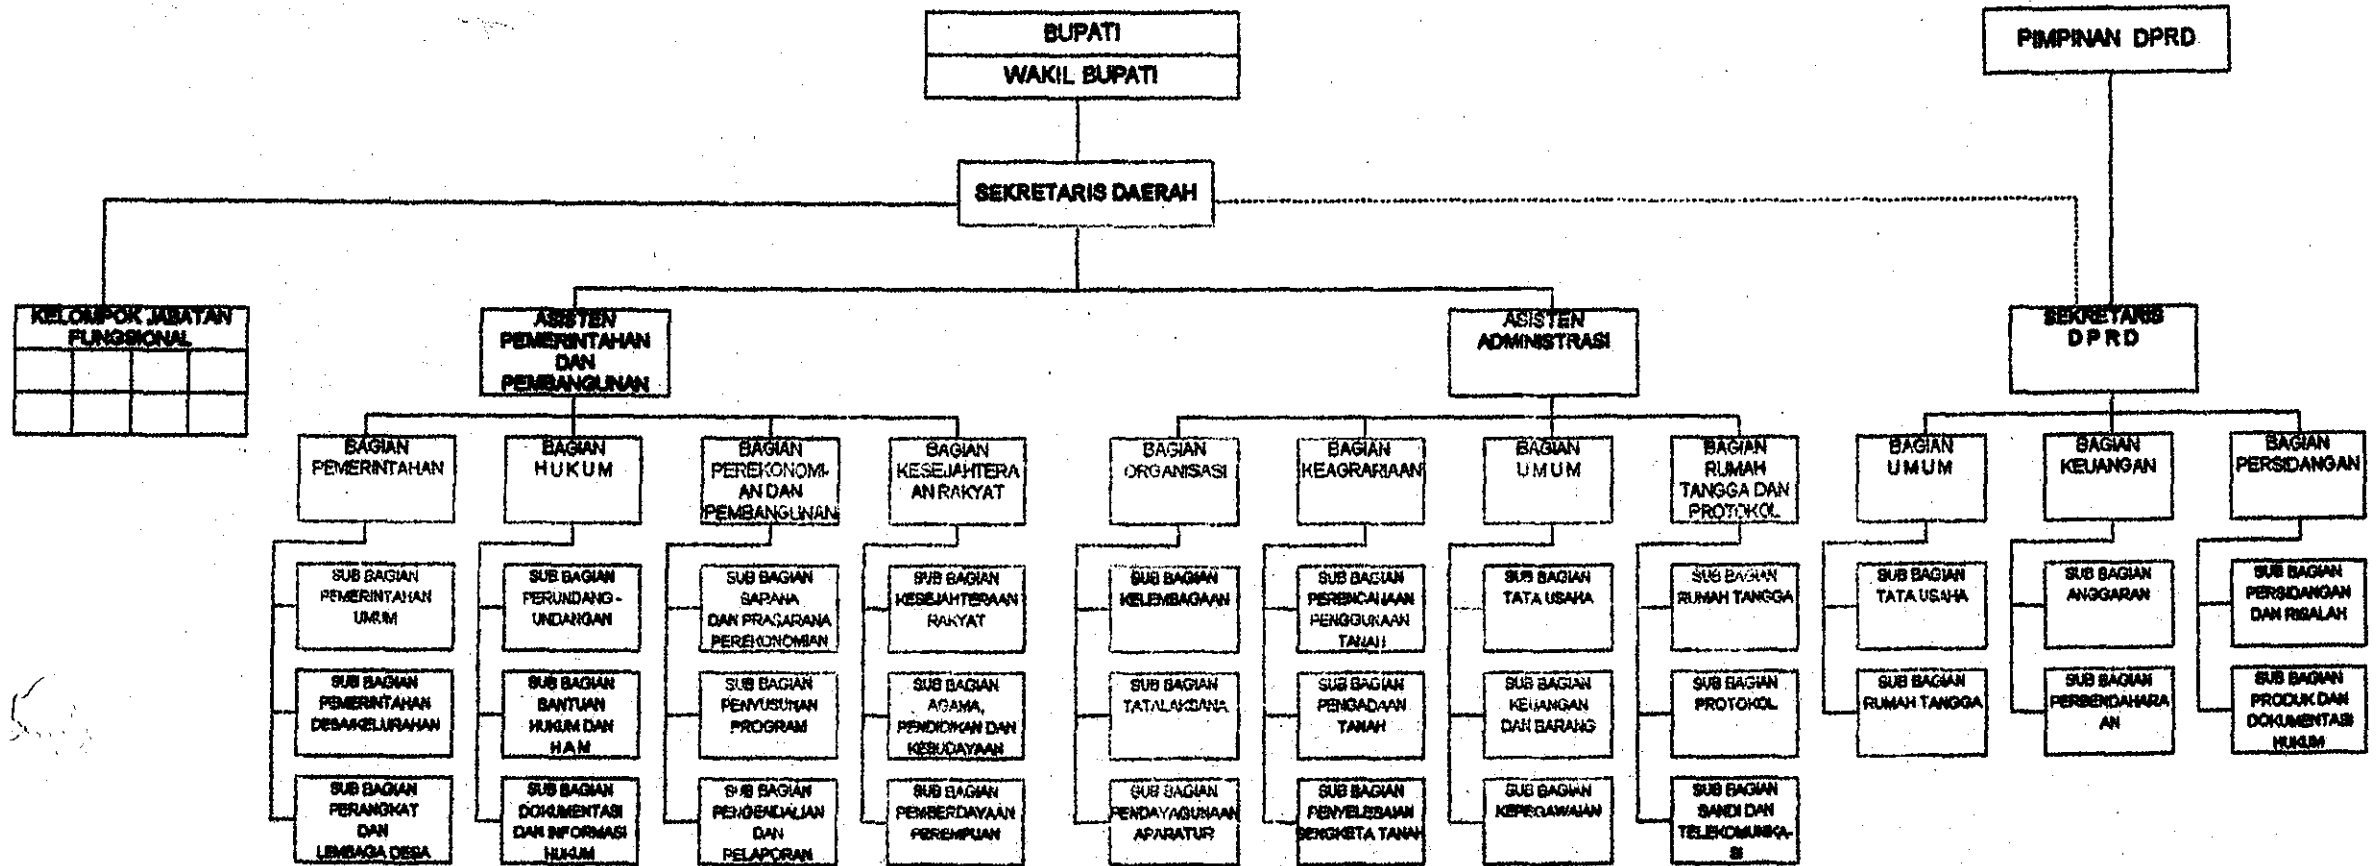 BUPATI
WAKIL BUPATI
PIMPINAN DPRD
SEKRETARIS DAERAH
KELOMPOK JABATAN
FUNGSIONAL
ASISTEN
PEMERINTAHAN
DAN
PEMBANGUNAN
ASISTEN
ADMINISTRASI
SEKRETARIS
D P R D
BAGIAN
PEMERINTAHAN
BAGIAN
H U K U M
BAGIAN
PEREKONOMI-
AN DAN
PEMBANGUNAN
BAGIAN
KESEJAHTERA
AN RAKYAT
BAGIAN
ORGANISASI
BAGIAN
KEAGRARIAAN
BAGIAN
U M U M
BAGIAN
RUMAH
TANGGA DAN
PROTOKOL
BAGIAN
U M U M
BAGIAN
KEUANGAN
BAGIAN
PERSIDANGAN
SUB BAGIAN
PEMERINTAHAN
UMUM
SUB BAGIAN
PERUNDANG -
UNDANGAN
SUB BAGIAN
SARANA
DAN PRASARANA
PEREKONOMIAN
SUB BAGIAN
KESEJAHTERAAN
RAKYAT
SUB BAGIAN
KELEMBAGAAN
SUB BAGIAN
PERENCANAAN
PENGGUNAAN
TANAH
SUB BAGIAN
TATA USAHA
SUB BAGIAN
RUMAH TANGGA
SUB BAGIAN
TATA USAHA
SUB BAGIAN
ANGGARAN
SUB BAGIAN
PERSIDANGAN
DAN RISALAH
SUB BAGIAN
PEMERINTAHAN
DESA/KELURAHAN
SUB BAGIAN
BANTUAN
HUKUM DAN
H A M
SUB BAGIAN
PENYUSUNAN
PROGRAM
SUB BAGIAN
AGAMA,
PENDIDIKAN DAN
KEBUDAYAAN
SUB BAGIAN
TATALAKSANA
SUB BAGIAN
PENGADAAN
TANAH
SUB BAGIAN
KEUANGAN
DAN BARANG
SUB BAGIAN
PROTOKOL
SUB BAGIAN
RUMAH TANGGA
SUB BAGIAN
PERBENDAHARA
AN
SUB BAGIAN
PRODUK DAN
DOKUMENTASI
HUKUM
SUB BAGIAN
PERANGKAT
DAN
LEMBAGA DESA
SUB BAGIAN
DOKUMENTASI
DAN INFORMASI
HUKUM
SUB BAGIAN
PENGENDALIAN
DAN
PELAPORAN
SUB BAGIAN
PEMBERDAYAAN
PEREMPUAN
SUB BAGIAN
PENDAYAGUNAAN
APARATUR
SUB BAGIAN
PENYELESAIAN
SENGKETA TANAH
SUB BAGIAN
KEPEGAWAIAN
SUB BAGIAN
SANDI DAN
TELEKOMUNIKA-
SI